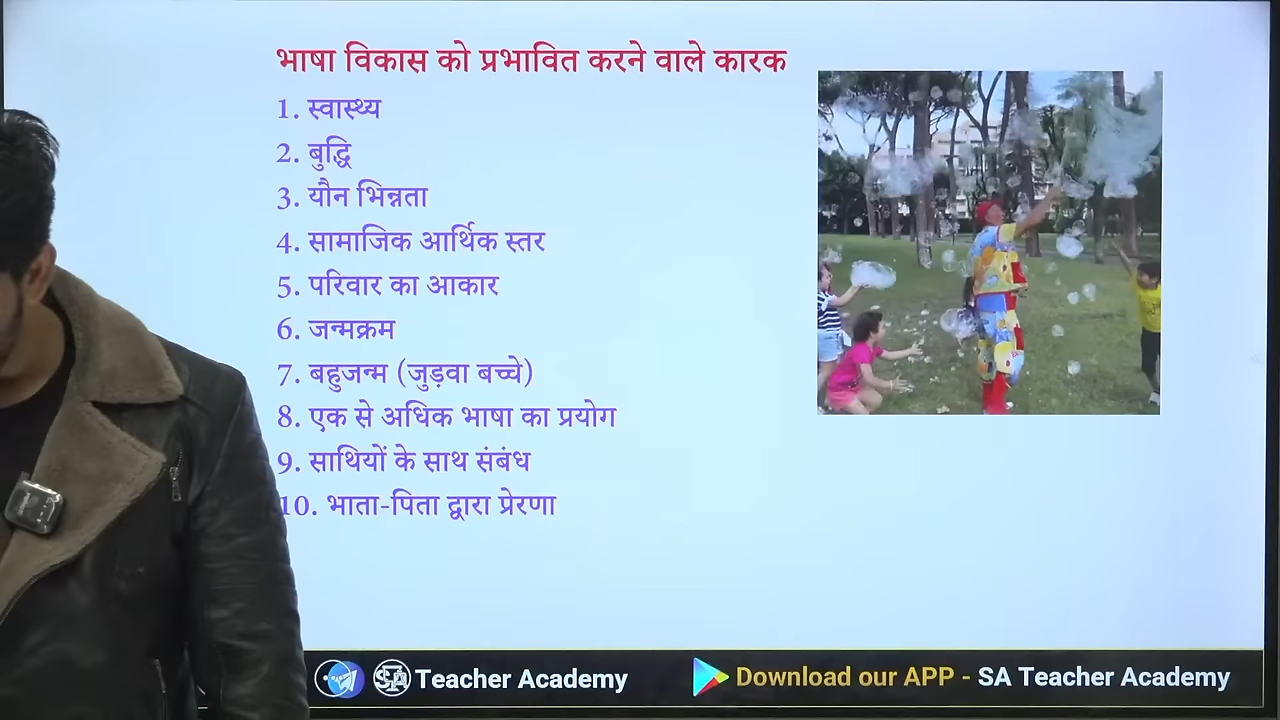 भाषा विकास को प्रभावित करने वाले कारक
1. स्वास्थ्य
2. बुद्धि
3. यौन भिन्नता
4. सामाजिक आर्थिक स्तर
5. परिवार का आकार
6. जन्मक्रम
7. बहुजन्म (जुड़वा बच्चे)
8. एक से अधिक भाषा का प्रयोग
9. साथियों के साथ संबंध
10. भाता-पिता द्वारा प्रेरणा
SA Teacher Academy Download our APP - SA Teacher Academy